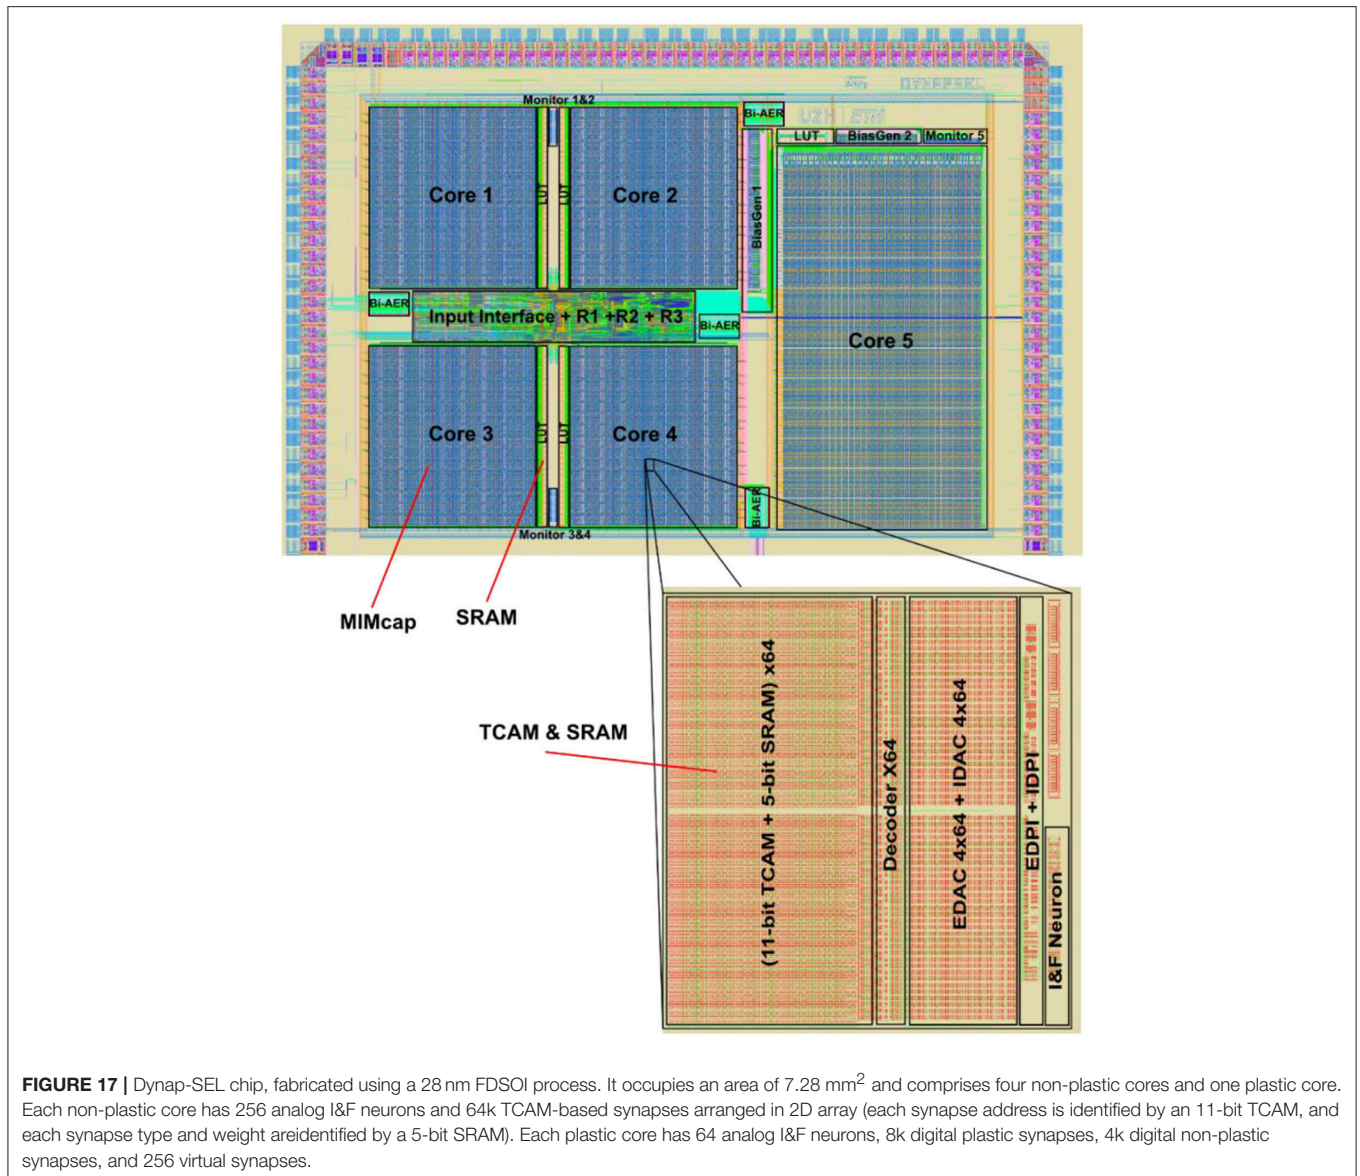 Monitor 1&2
Bi-AER
UZH ETH
LUT BiasGen 2 Monitor 5
Core 1
LUT
LUT
Core 2
BiasGen 1
Bi-AER
Input Interface + R1 +R2 + R3
Bi-AER
Core 5
Core 3
LUT
LUT
Core 4
Bi-AER
Monitor 3&4
MIMcap
SRAM
TCAM & SRAM
(11-bit TCAM + 5-bit SRAM) x64
Decoder X64
EDAC 4x64 + IDAC 4x64
EDPI + IDPI
I&F Neuron
FIGURE 17 | Dynap-SEL chip, fabricated using a 28 nm FDSOI process. It occupies an area of 7.28 mm² and comprises four non-plastic cores and one plastic core.
Each non-plastic core has 256 analog I&F neurons and 64k TCAM-based synapses arranged in 2D array (each synapse address is identified by an 11-bit TCAM, and
each synapse type and weight areidentified by a 5-bit SRAM). Each plastic core has 64 analog I&F neurons, 8k digital plastic synapses, 4k digital non-plastic
synapses, and 256 virtual synapses.